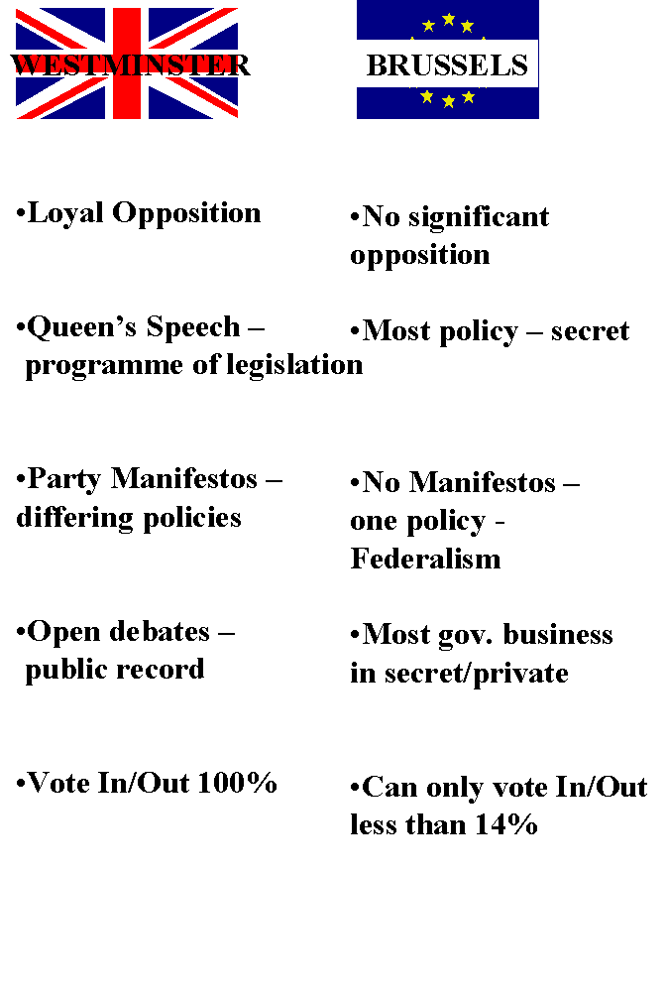 WESTMINSTER
BRUSSELS
•Loyal Opposition
•No significant
opposition
•Queen’s Speech –
programme of legislation
•Most policy – secret
•Party Manifestos –
differing policies
•No Manifestos –
one policy -
Federalism
•Open debates –
public record
•Most gov. business
in secret/private
•Vote In/Out 100%
•Can only vote In/Out
less than 14%